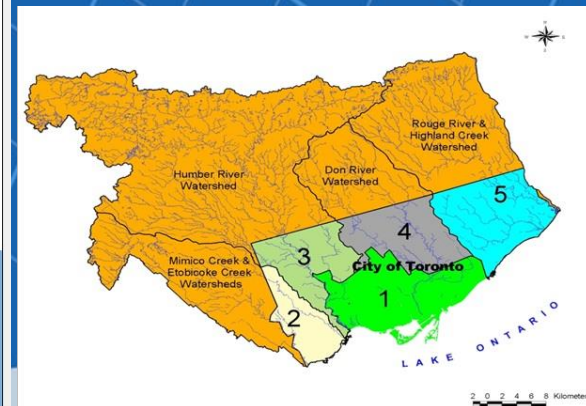 N
W E
S
Rouge River &
Highland Creek
Watershed
Humber River
Watershed
Don River
Watershed
5
4
3
City of Toronto
Mimico Creek &
Etobicoke Creek
Watersheds
1
2
LAKE ONTARIO
2 0 2 4 6 8 Kilometer